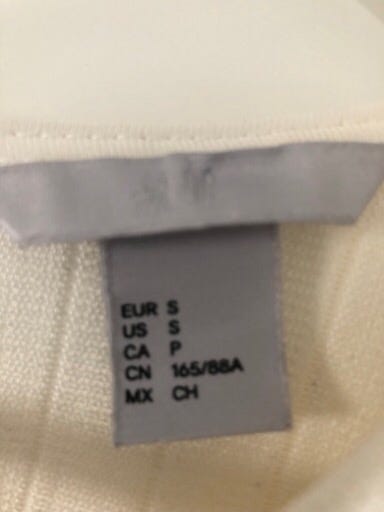 EUR S
US S
CA P
CN 165/88A
MX CH